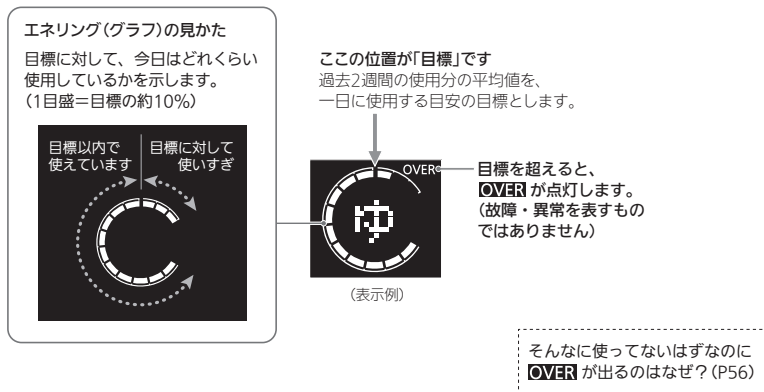 エネリング（グラフ）の見かた
目標に対して、今日はどれくらい
使用しているかを示します。
（1目盛＝目標の約10％）
目標以内で
使えています
目標に対して
使いすぎ
ここの位置が「目標」です
過去2週間の使用分の平均値を、
一日に使用する目安の目標とします。
OVER
ゆ
（表示例）
目標を超えると、
OVER が点灯します。
（故障・異常を表すもの
ではありません）
そんなに使ってないはずなのに
OVER が出るのはなぜ？（P56）